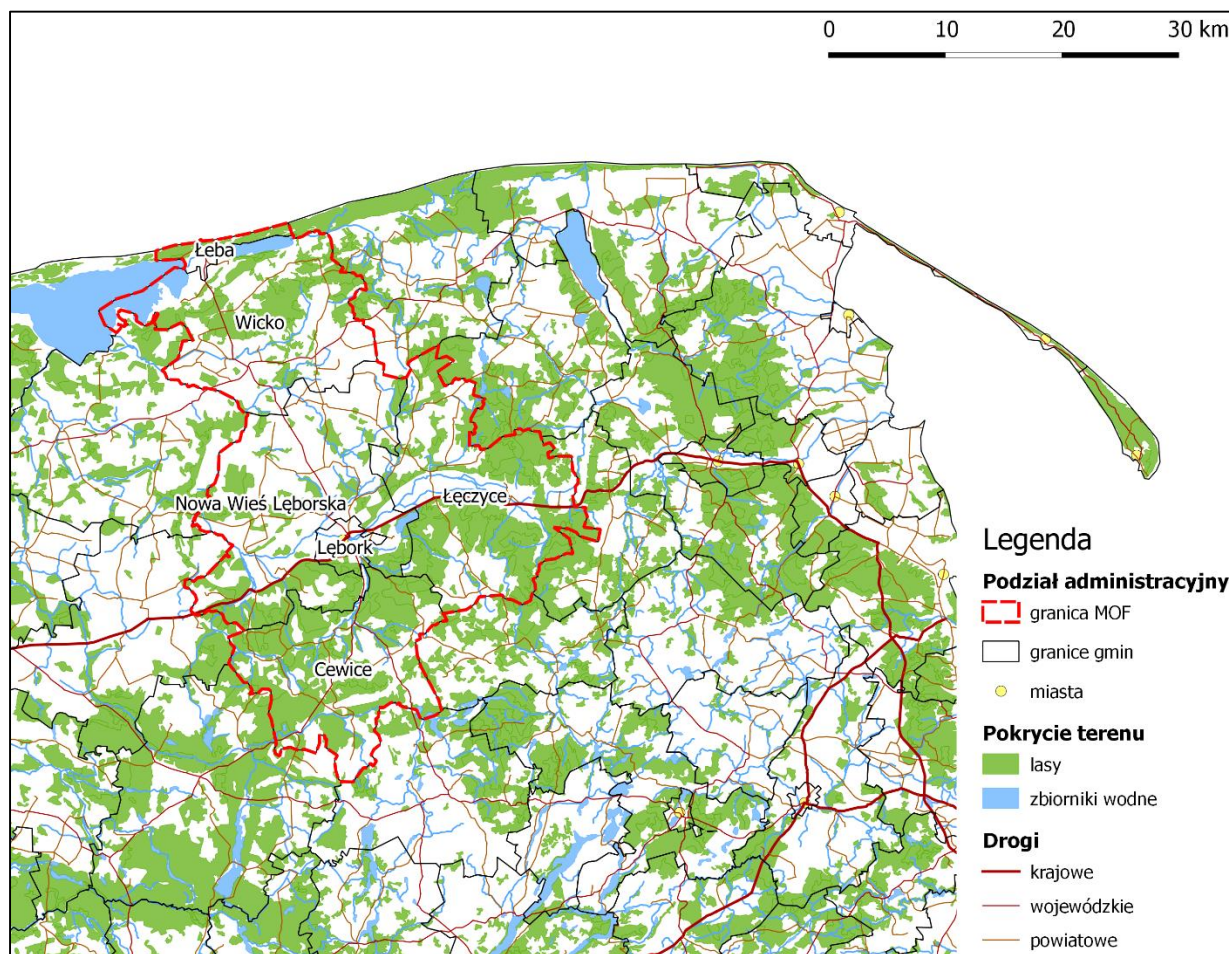 0 10 20 30 km
Łeba
Wicko
Nowa Wieś Lęborska
Łęczyce
Lębork
Cewice
Legenda
Podział administracyjny
granica MOF
granice gmin
miasta
Pokrycie terenu
lasy
zbiorniki wodne
Drogi
krajowe
wojewódzkie
powiatowe